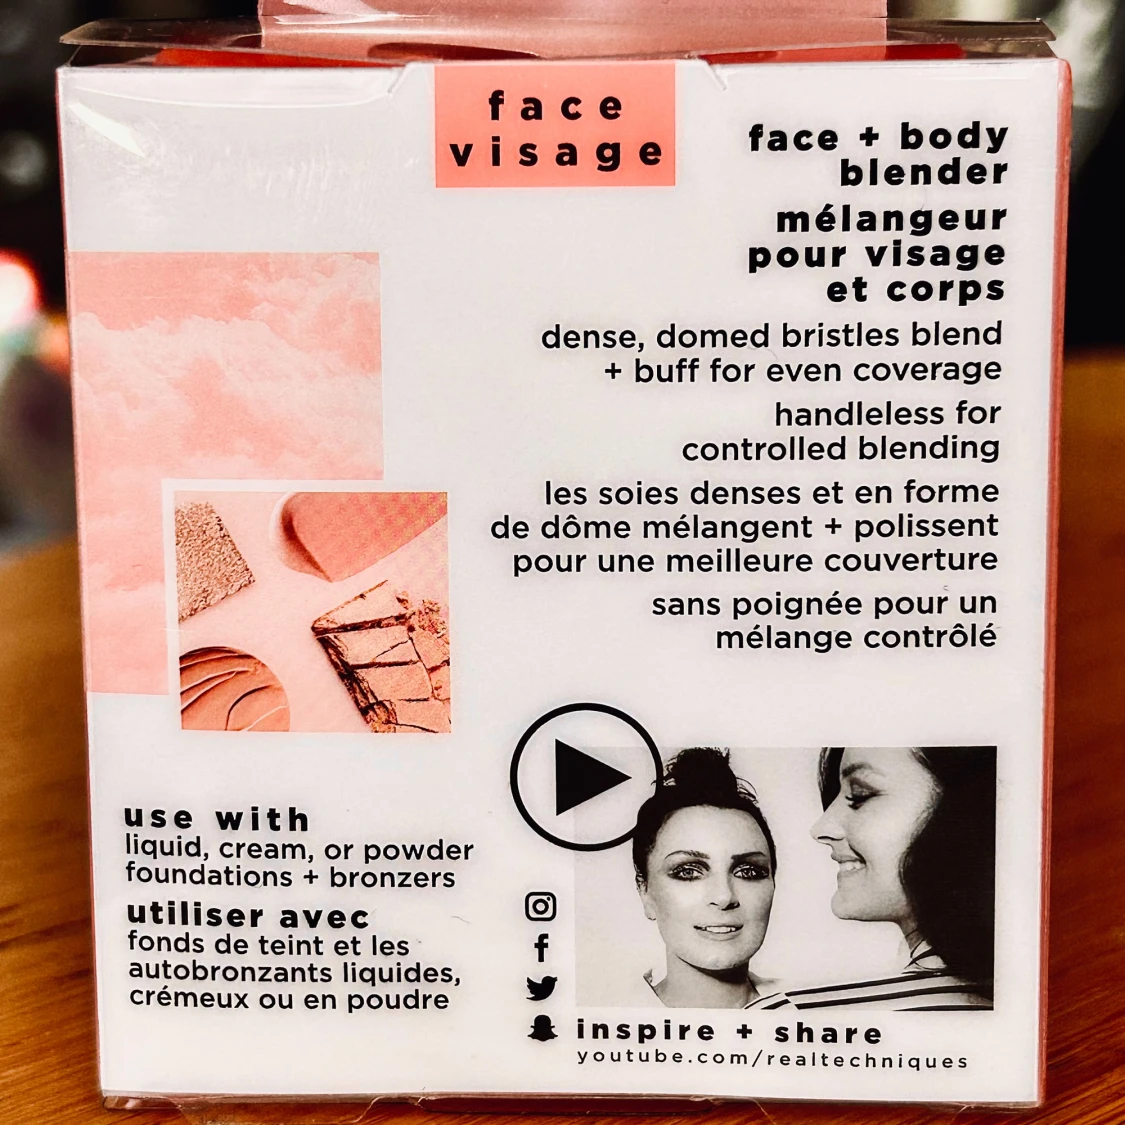 face
visage
face + body
blender
mélangeur
pour visage
et corps
dense, domed bristles blend
+ buff for even coverage
handleless for
controlled blending
les soies denses et en forme
de dôme mélangent + polissent
pour une meilleure couverture
sans poignée pour un
mélange contrôlé
use with
liquid, cream, or powder
foundations + bronzers
utiliser avec
fonds de teint et les
autobronzants liquides,
crémeux ou en poudre
inspire + share
youtube.com/realtechniques